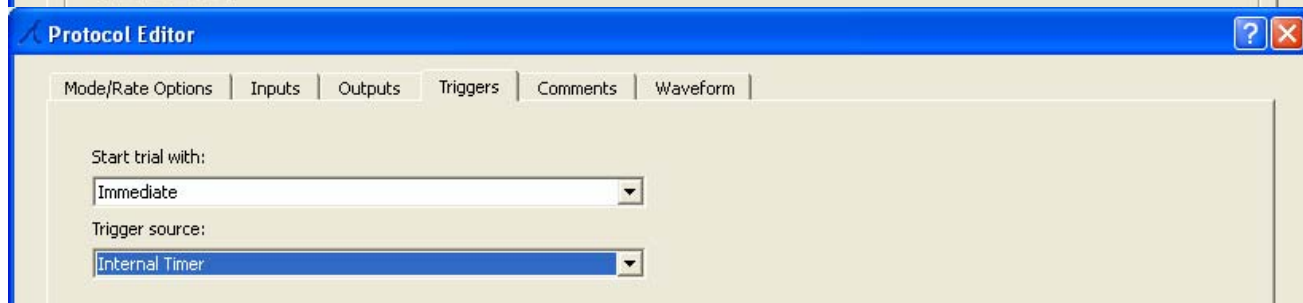 Protocol Editor
Mode/Rate Options Inputs Outputs Triggers Comments Waveform
Start trial with:
Immediate
Trigger source:
Internal Timer